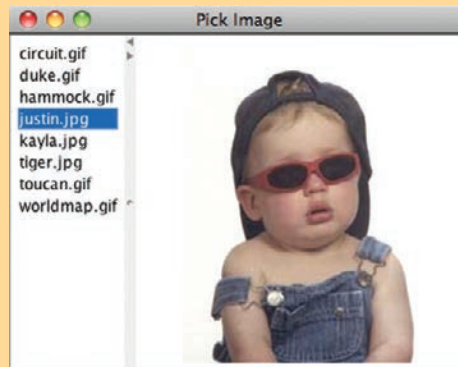 Pick Image
circuit.gif
duke.gif
hammock.gif
justin.jpg
kayla.jpg
tiger.jpg
toucan.gif
worldmap.gif